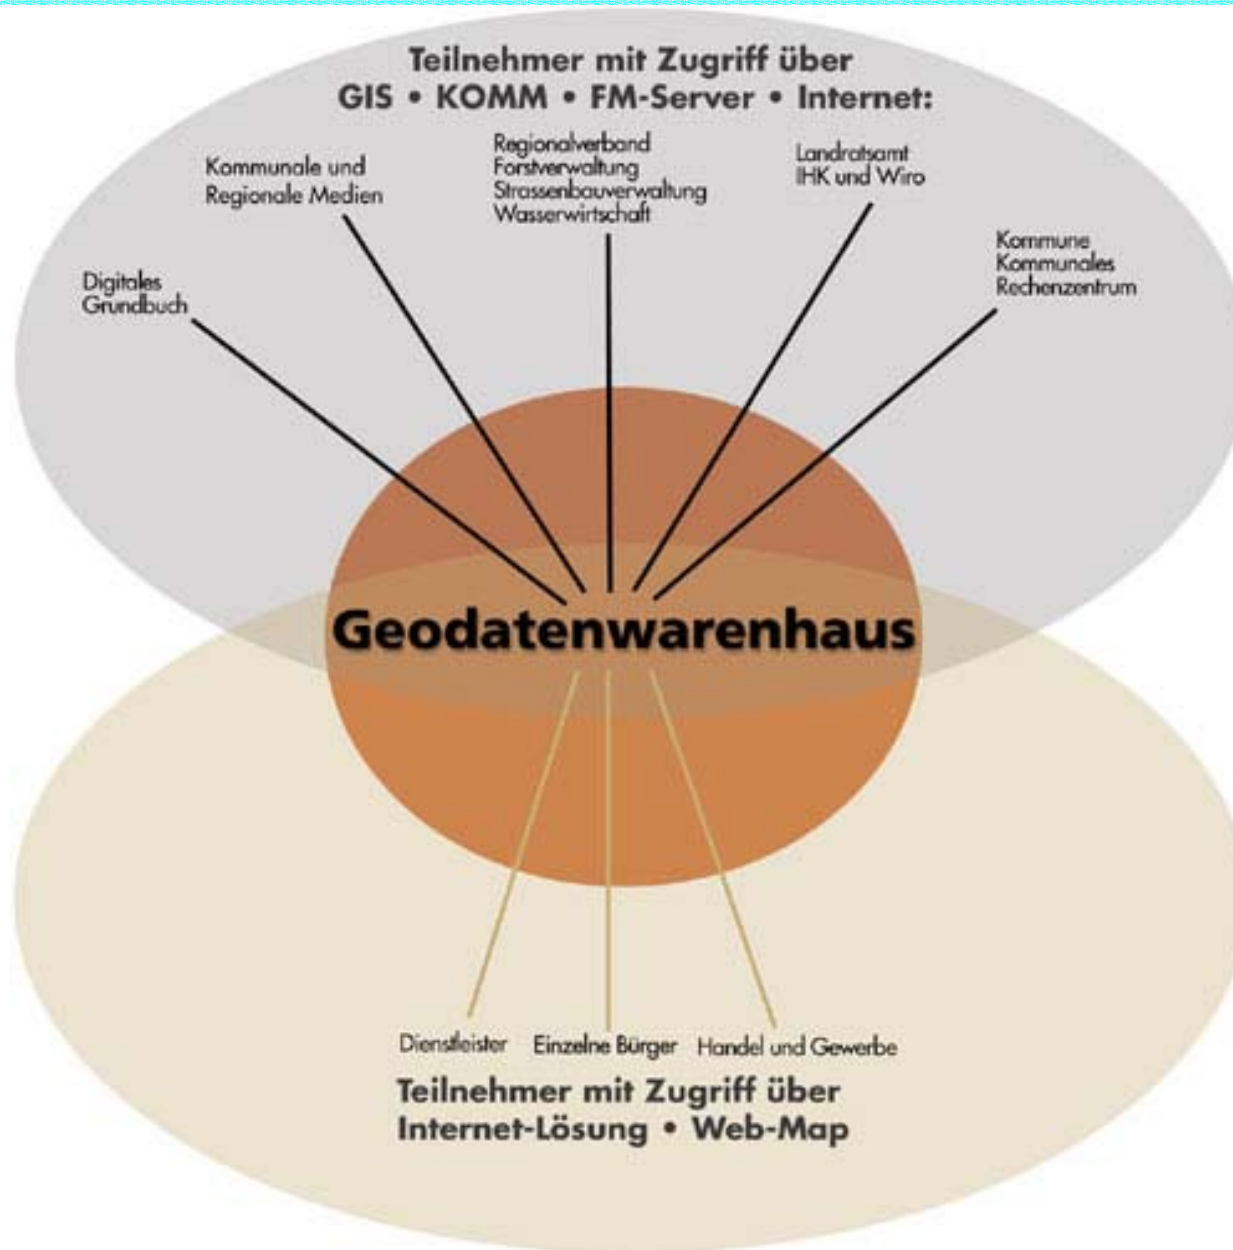 Teilnehmer mit Zugriff über
GIS • KOMM • FM-Server • Internet:
Kommunale und
Regionale Medien
Regionalverband
Forstverwaltung
Strassenbauverwaltung
Wasserwirtschaft
Landratsamt
IHK und Wiro
Kommune
Kommunales
Rechenzentrum
Digitales
Grundbuch
Geodatenwarenhaus
Dienstleister
Einzelne Bürger
Handel und Gewerbe
Teilnehmer mit Zugriff über
Internet-Lösung • Web-Map